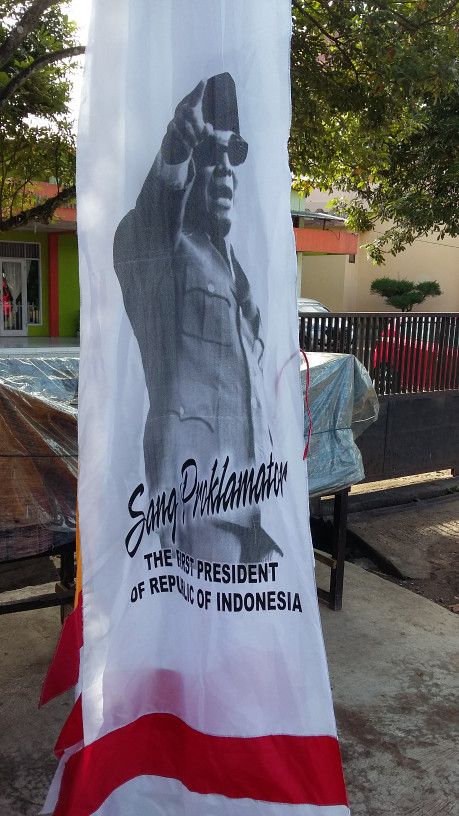 Sang Proklamator
THE FIRST PRESIDENT
OF REPUBLIC OF INDONESIA